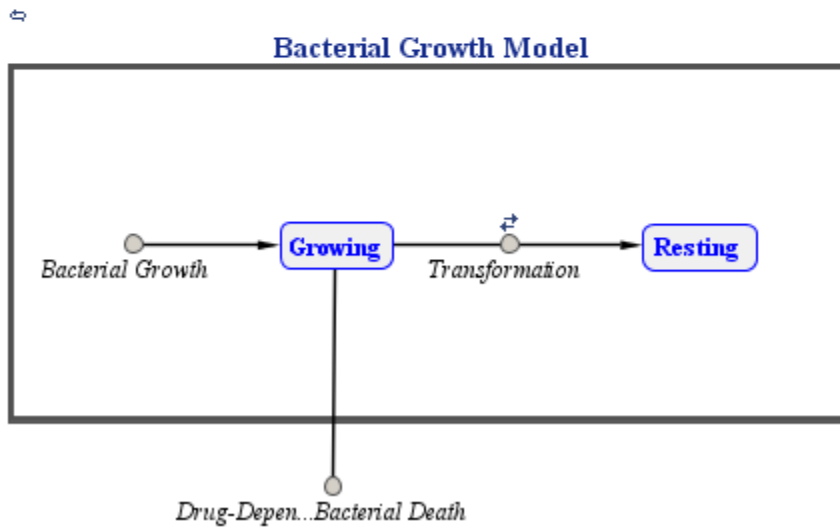 Bacterial Growth Model
Growing
Resting
Bacterial Growth
Transformation
Drug-Depen...Bacterial Death